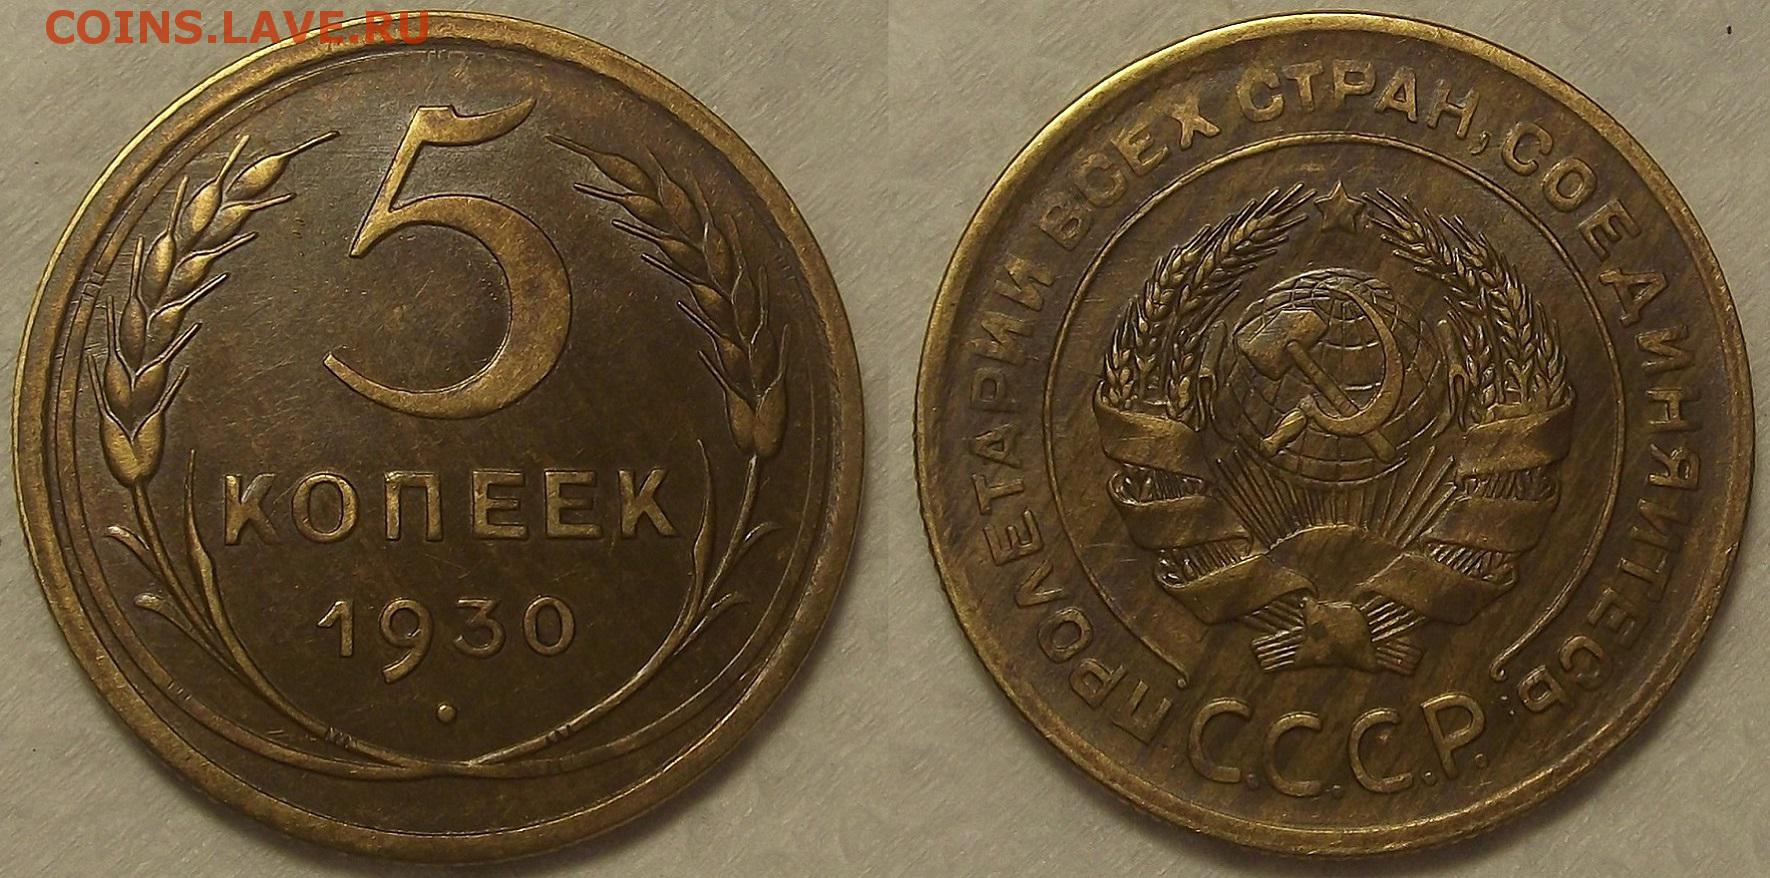 COINS.LAVE.RU
5
КОПЕЕК
1930
ПРОЛЕТАРИИ ВСЕХ СТРАН, СОЕДИНЯЙТЕСЬ
С.С.С.Р.